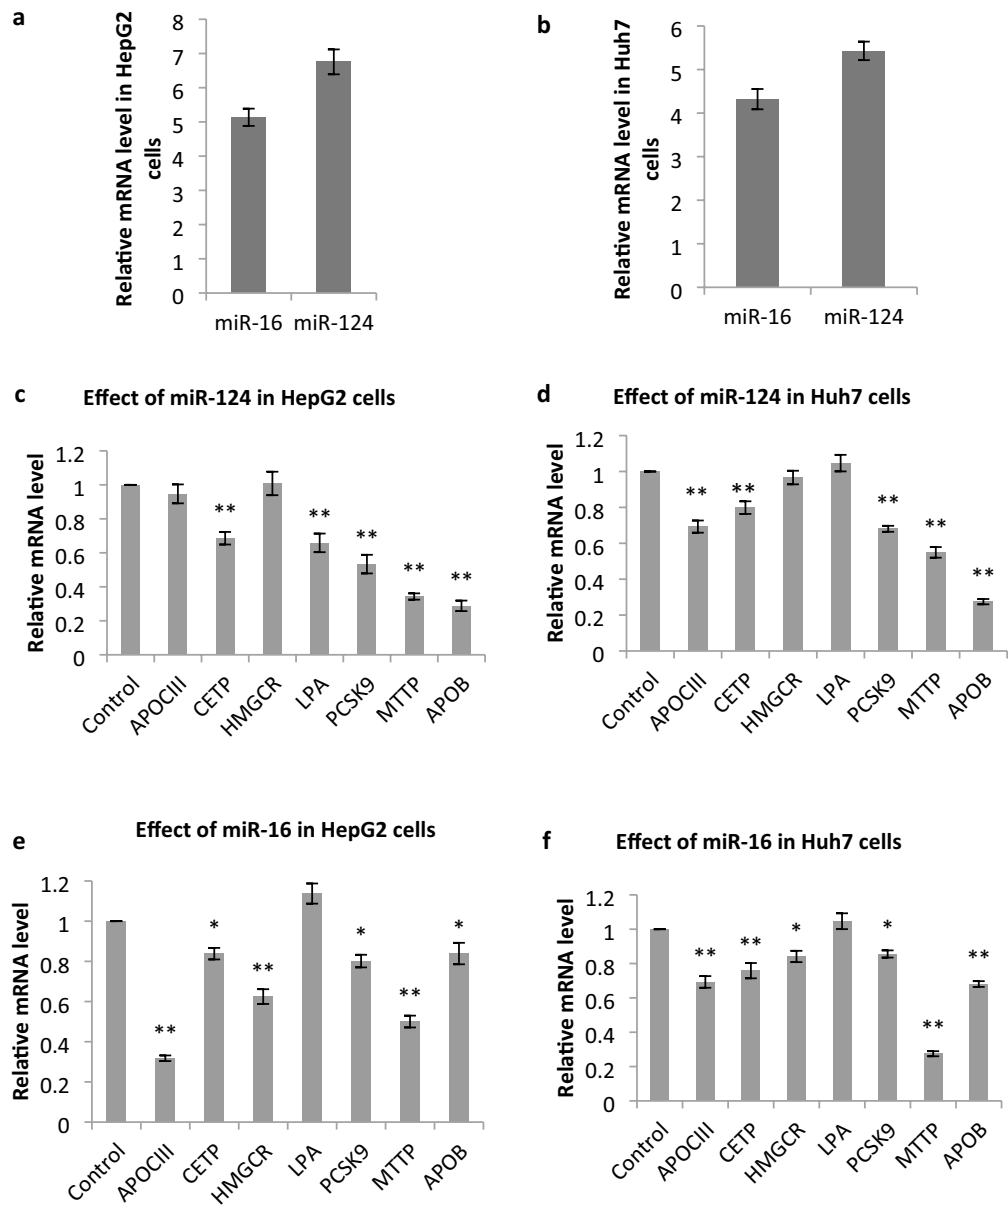 a
Relative mRNA level in HepG2
cells
8
7
6
5
4
3
2
1
0
miR-16 miR-124
b
Relative mRNA level in Huh7
cells
6
5
4
3
2
1
0
miR-16 miR-124
c
Effect of miR-124 in HepG2 cells
Relative mRNA level
1.2
1
0.8
0.6
0.4
0.2
0
**
**
**
**
**
Control
APOCIII
CETP
HMGCR
LPA
PCSK9
MTTP
APOB
d
Effect of miR-124 in Huh7 cells
Relative mRNA level
1.2
1
0.8
0.6
0.4
0.2
0
**
**
**
**
**
Control
APOCIII
CETP
HMGCR
LPA
PCSK9
MTTP
APOB
e
Effect of miR-16 in HepG2 cells
Relative mRNA level
1.2
1
0.8
0.6
0.4
0.2
0
**
*
**
*
**
*
Control
APOCIII
CETP
HMGCR
LPA
PCSK9
MTTP
APOB
f
Effect of miR-16 in Huh7 cells
Relative mRNA level
1.2
1
0.8
0.6
0.4
0.2
0
**
**
*
*
**
**
Control
APOCIII
CETP
HMGCR
LPA
PCSK9
MTTP
APOB